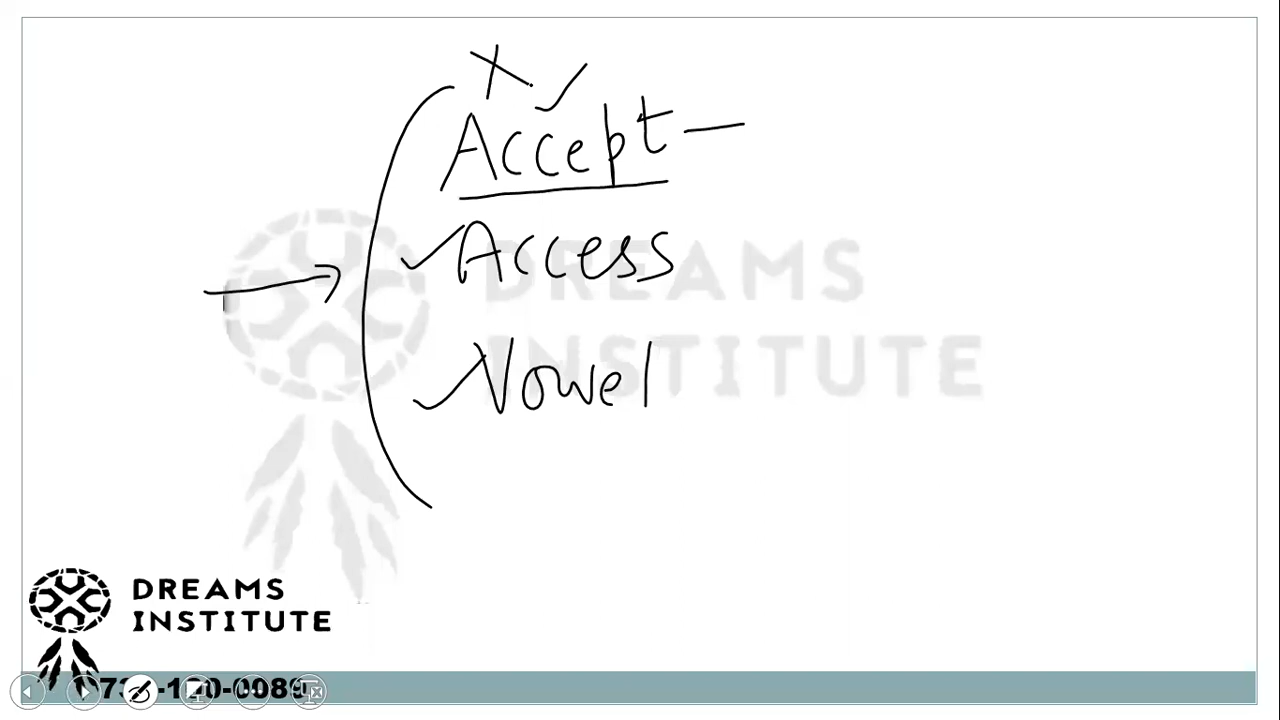 Accept —
Access
Vowel
DREAMS
INSTITUTE
DREAMS
INSTITUTE